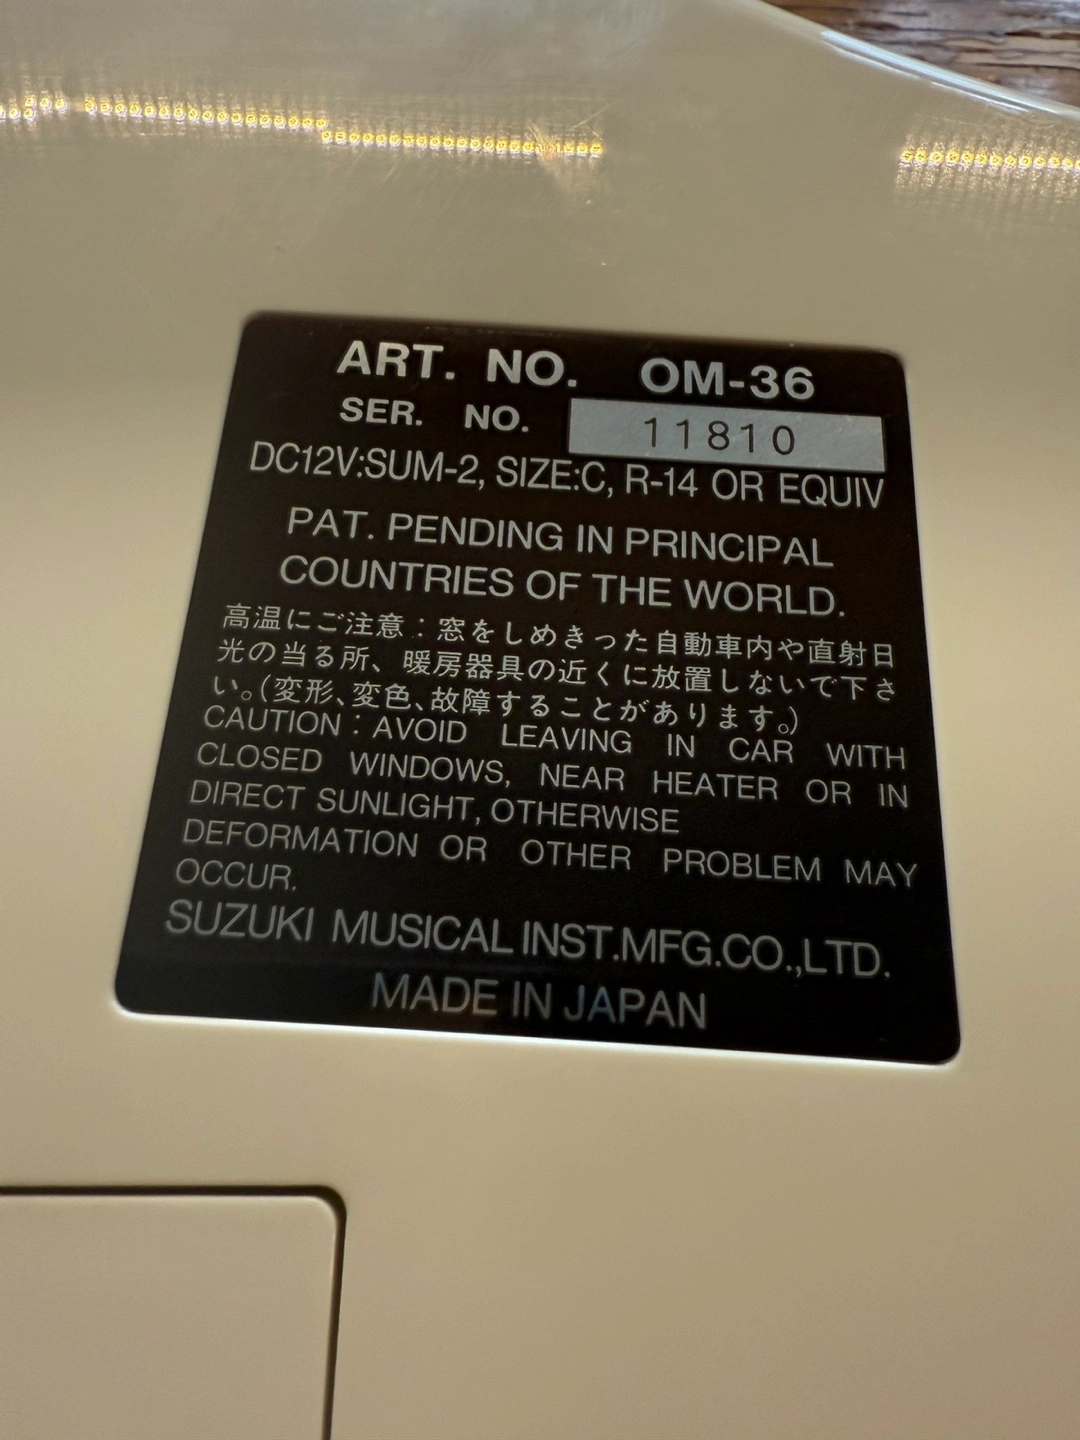 ART. NO. OM-36
SER. NO. 11810
DC12V:SUM-2, SIZE:C, R-14 OR EQUIV
PAT. PENDING IN PRINCIPAL
COUNTRIES OF THE WORLD.
高温にご注意：窓をしめきった自動車内や直射日
光の当る所、暖房器具の近くに放置しないで下さ
い。(変形、変色、故障することがあります。)
CAUTION : AVOID LEAVING IN CAR WITH
CLOSED WINDOWS, NEAR HEATER OR IN
DIRECT SUNLIGHT, OTHERWISE
DEFORMATION OR OTHER PROBLEM MAY
OCCUR.
SUZUKI MUSICAL INST.MFG.CO.,LTD.
MADE IN JAPAN